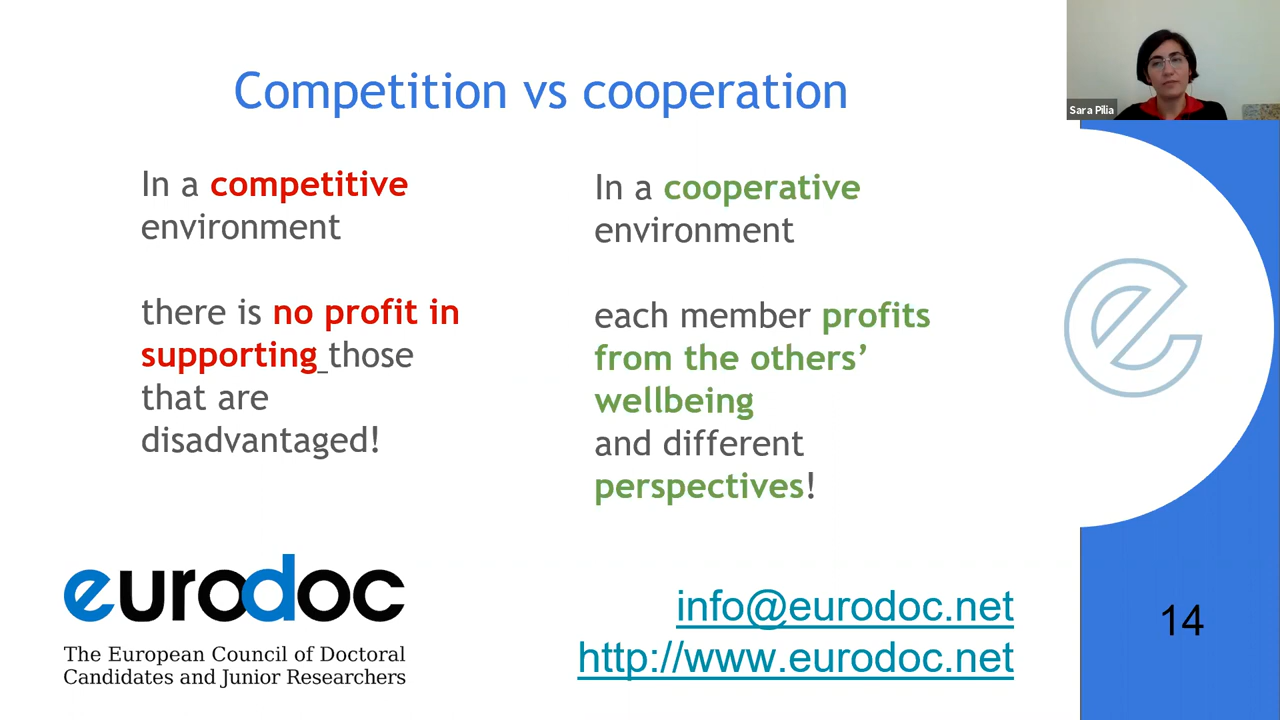 Competition vs cooperation
Sara Pilia
In a competitive
environment
there is no profit in
supporting those
that are
disadvantaged!
In a cooperative
environment
each member profits
from the others’
wellbeing
and different
perspectives!
eurodoc
The European Council of Doctoral
Candidates and Junior Researchers
info@eurodoc.net
http://www.eurodoc.net
14